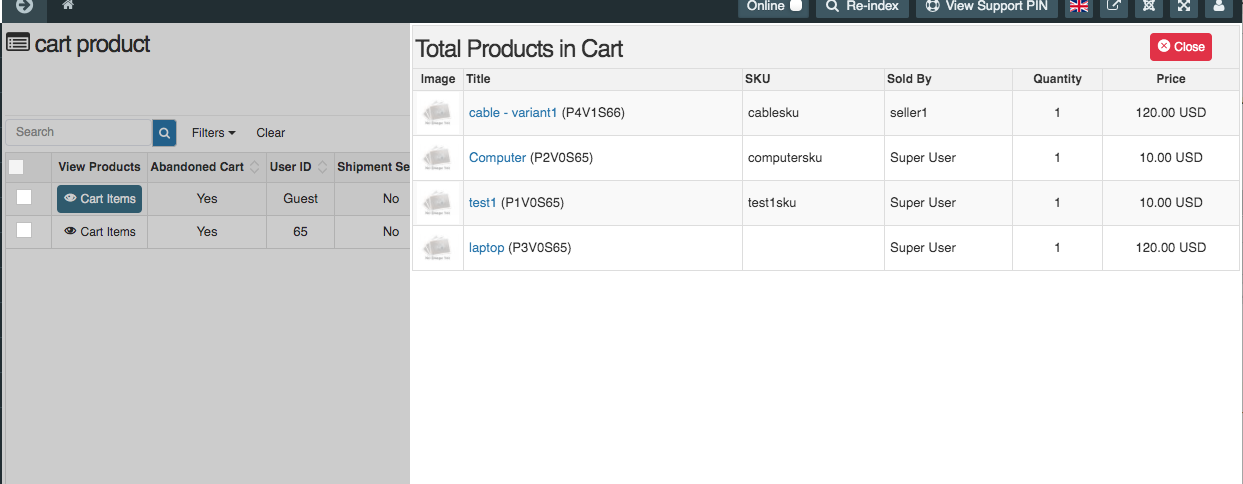 Online Re-index View Support PIN
cart product
Search Filters Clear
View Products Abandoned Cart User ID Shipment Se
Cart Items Yes Guest No
Cart Items Yes 65 No
Total Products in Cart Close
Image Title SKU Sold By Quantity Price
cable - variant1 (P4V1S66) cablesku seller1 1 120.00 USD
Computer (P2V0S65) computersku Super User 1 10.00 USD
test1 (P1V0S65) test1sku Super User 1 10.00 USD
laptop (P3V0S65) Super User 1 120.00 USD